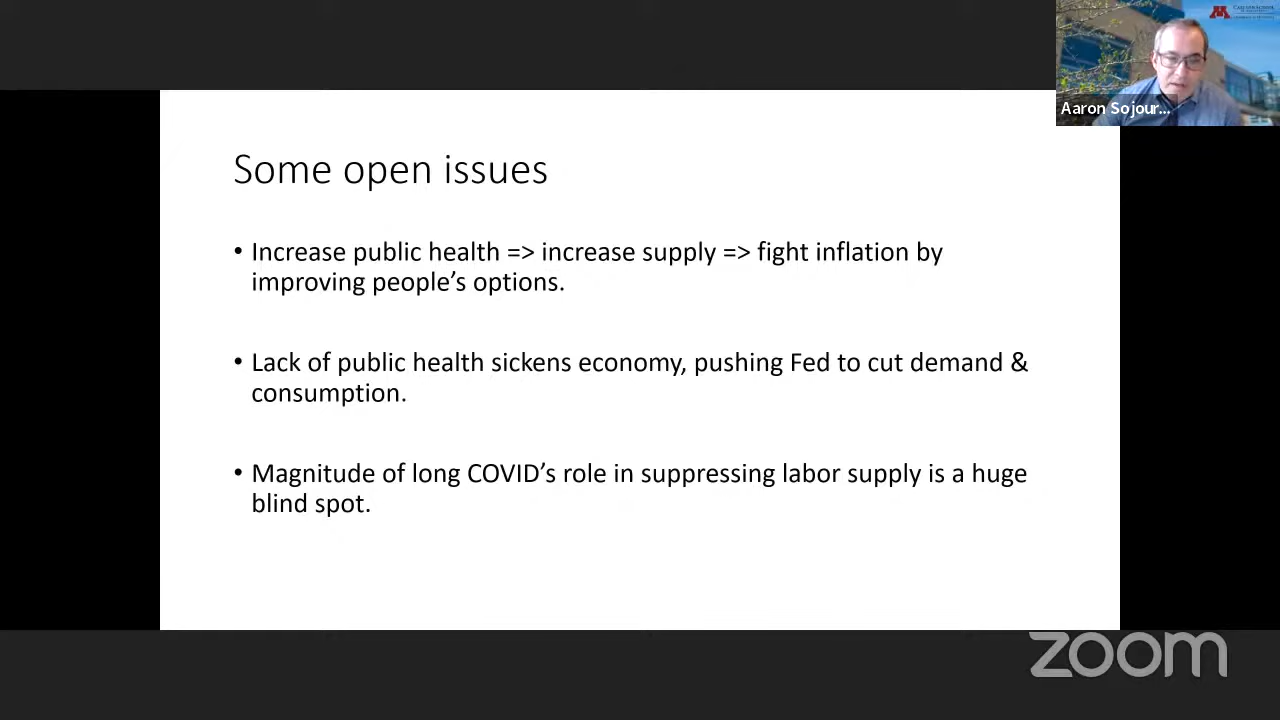 Aaron Sojour...
Some open issues
• Increase public health => increase supply => fight inflation by
improving people’s options.
• Lack of public health sickens economy, pushing Fed to cut demand &
consumption.
• Magnitude of long COVID’s role in suppressing labor supply is a huge
blind spot.
zoom